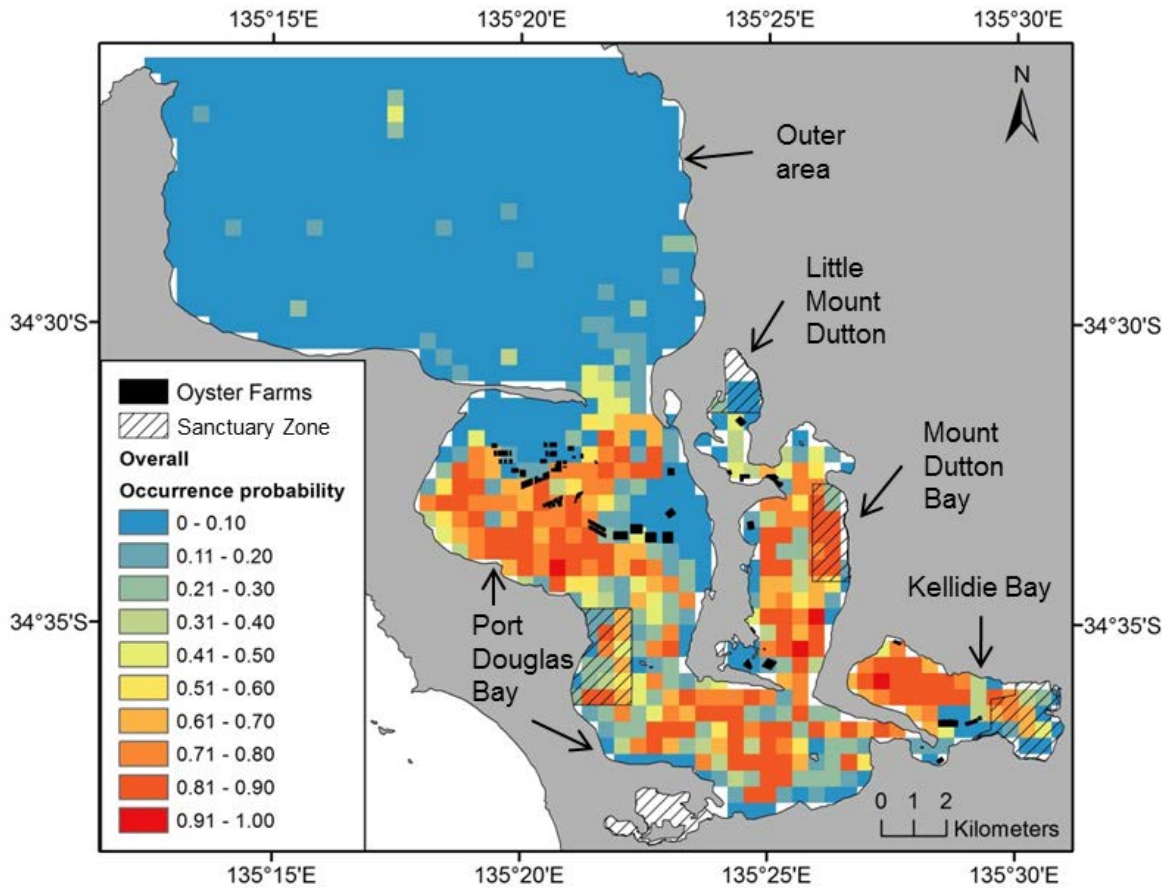 135°15'E 135°20'E 135°25'E 135°30'E
N
Outer
area
Little
Mount
Dutton
34°30'S 34°30'S
Mount
Dutton
Bay
Kellidie Bay
34°35'S 34°35'S
Port
Douglas
Bay
Oyster Farms
Sanctuary Zone
Overall
Occurrence probability
0 - 0.10
0.11 - 0.20
0.21 - 0.30
0.31 - 0.40
0.41 - 0.50
0.51 - 0.60
0.61 - 0.70
0.71 - 0.80
0.81 - 0.90
0.91 - 1.00
0 1 2
Kilometers
135°15'E 135°20'E 135°25'E 135°30'E